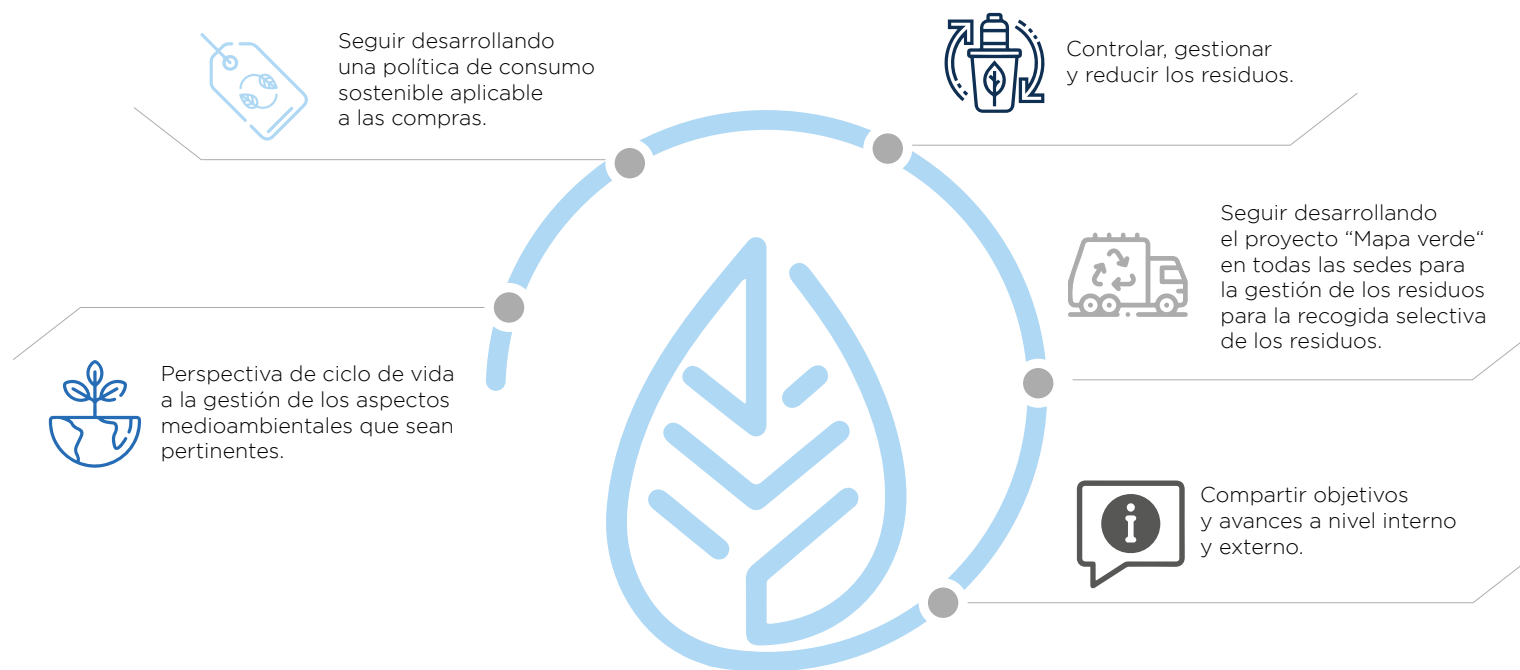 Seguir desarrollando
una política de consumo
sostenible aplicable
a las compras.
Controlar, gestionar
y reducir los residuos.
Seguir desarrollando
el proyecto “Mapa verde“
en todas las sedes para
la gestión de los residuos
para la recogida selectiva
de los residuos.
Perspectiva de ciclo de vida
a la gestión de los aspectos
medioambientales que sean
pertinentes.
Compartir objetivos
y avances a nivel interno
y externo.